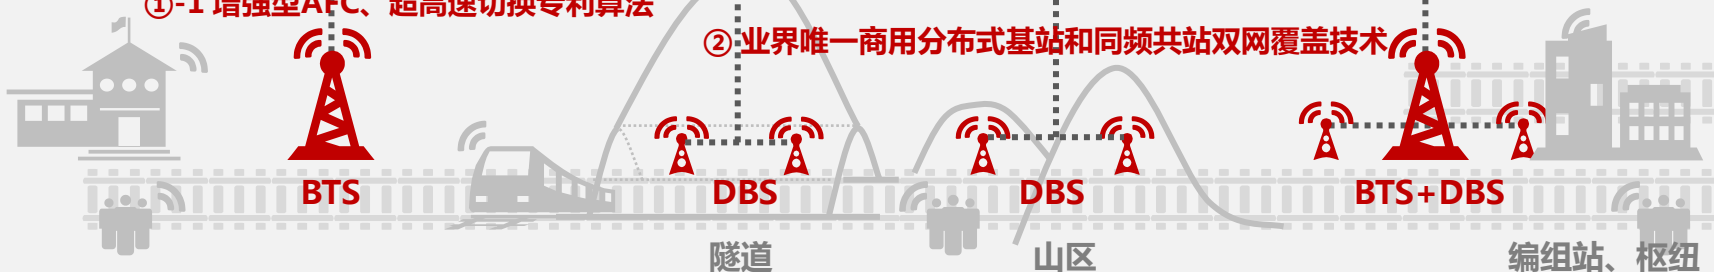 ①-1 增强型AFC、超高速切换专利算法
② 业界唯一商用分布式基站和同频共站双网覆盖技术
BTS
DBS
DBS
BTS+DBS
隧道
山区
编组站、枢纽